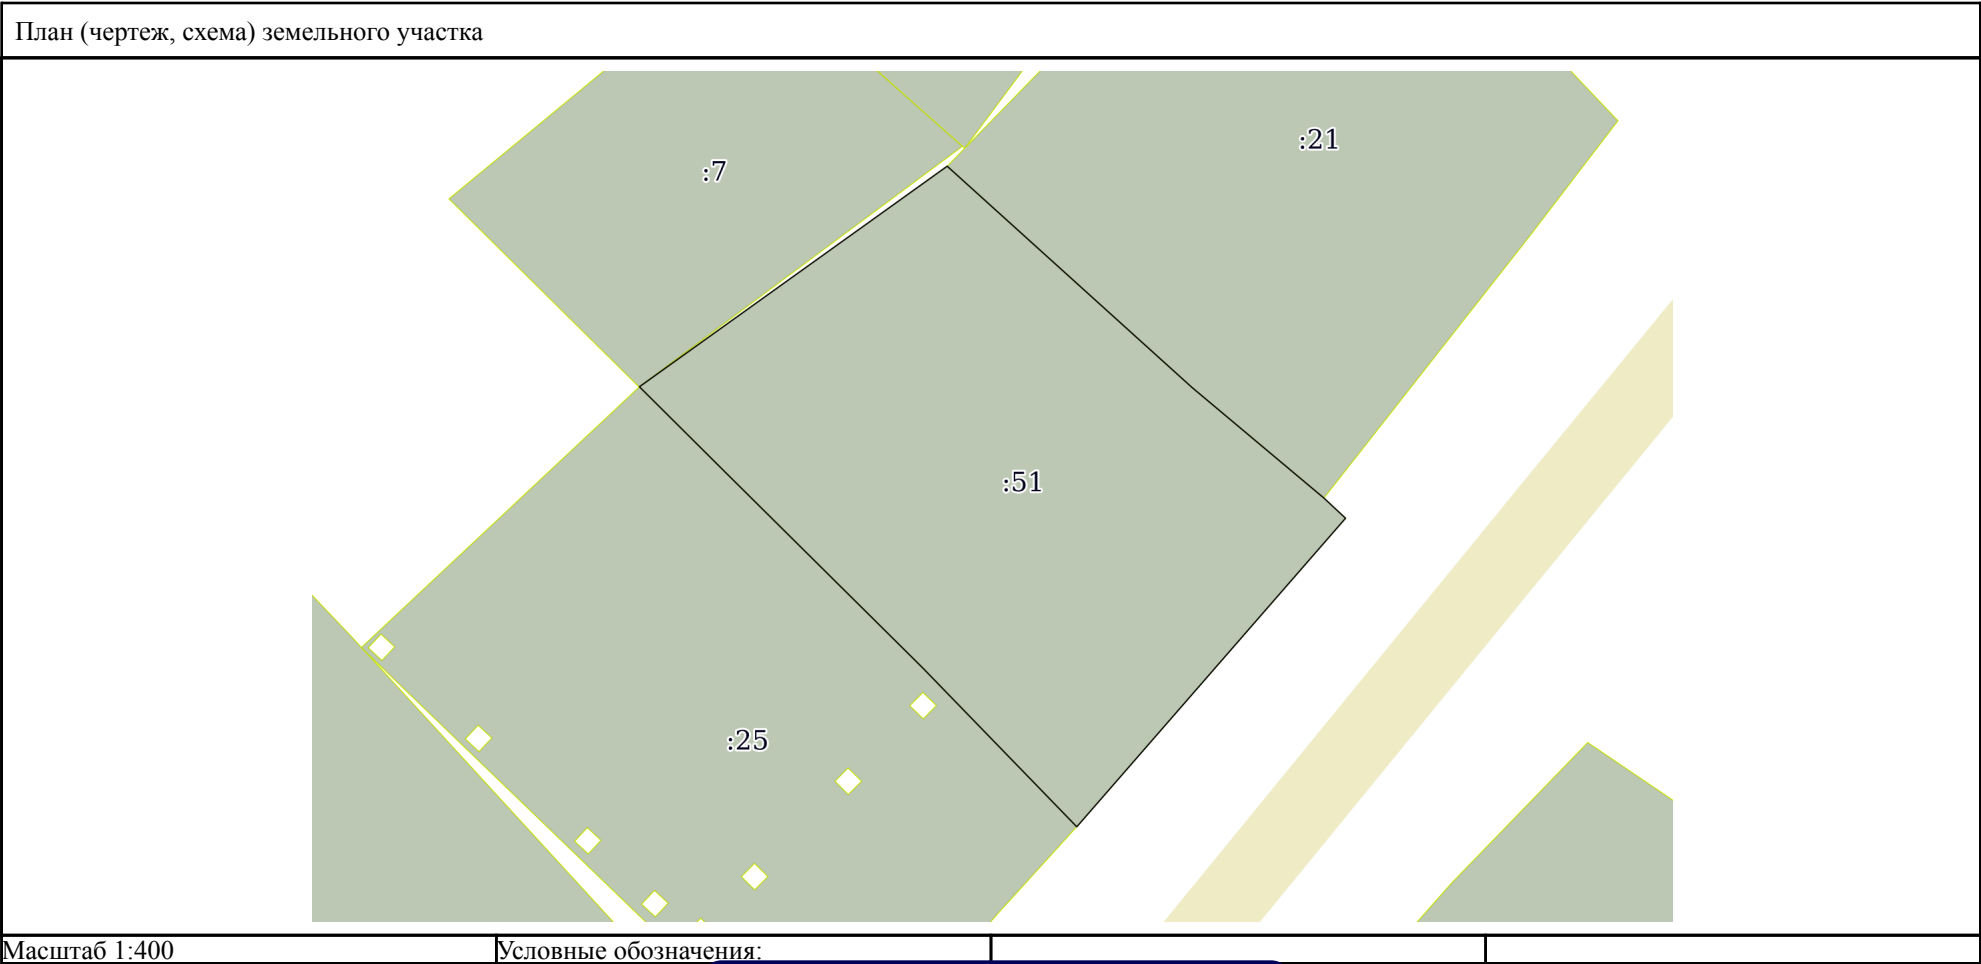 План (чертеж, схема) земельного участка
:21
:7
:51
:25
Масштаб 1:400
Условные обозначения: